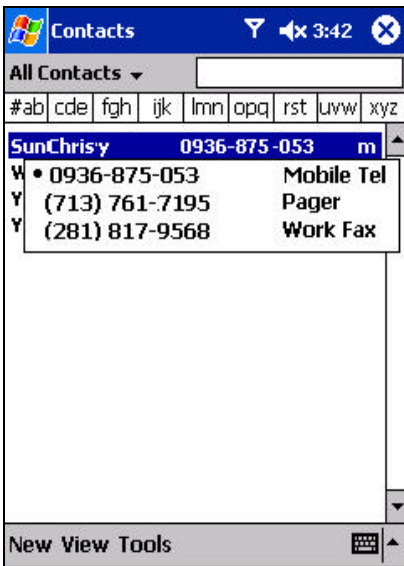 Contacts 3:42
All Contacts
#ab cde fgh ijk lmn opq rst uvw xyz
SunChris'y 0936-875-053 m
W
• 0936-875-053 Mobile Tel
Y
(713) 761-7195 Pager
Y
(281) 817-9568 Work Fax
New View Tools